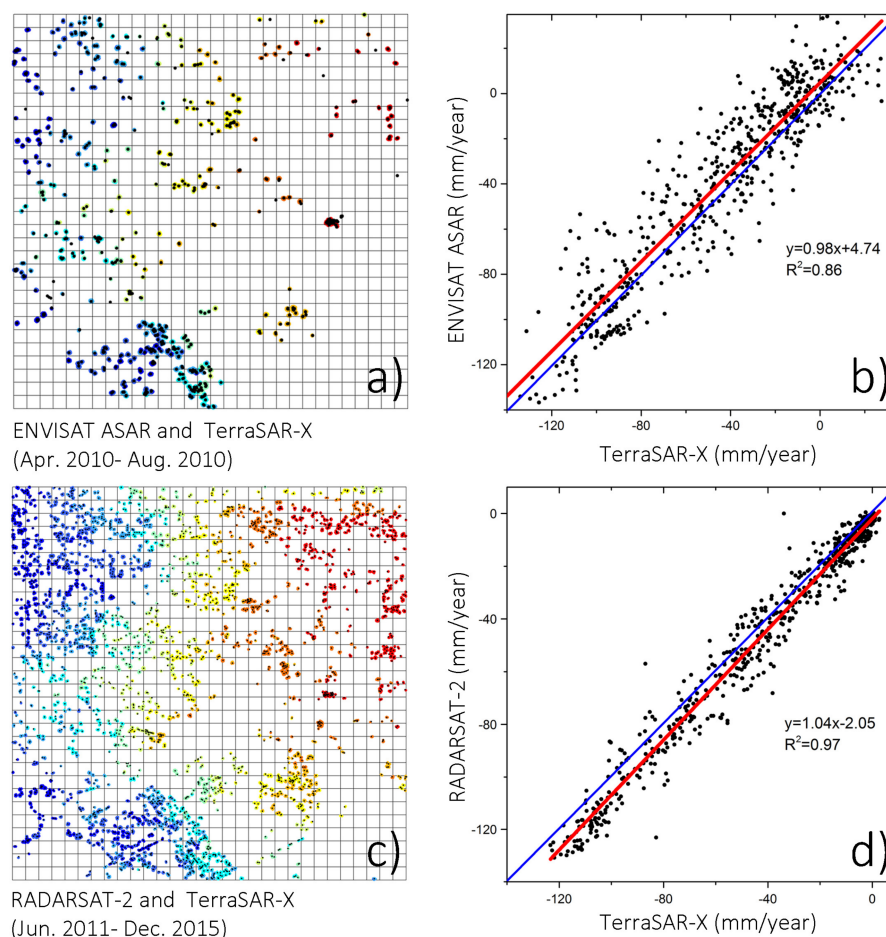 a)
ENVISAT ASAR and TerraSAR-X
(Apr. 2010- Aug. 2010)
ENVISAT ASAR (mm/year)
0
-40
-80
-120
y=0.98x+4.74
R²=0.86
b)
-120 -80 -40 0
TerraSAR-X (mm/year)
c)
RADARSAT-2 and TerraSAR-X
(Jun. 2011- Dec. 2015)
RADARSAT-2 (mm/year)
0
-40
-80
-120
y=1.04x-2.05
R²=0.97
d)
-120 -80 -40 0
TerraSAR-X (mm/year)